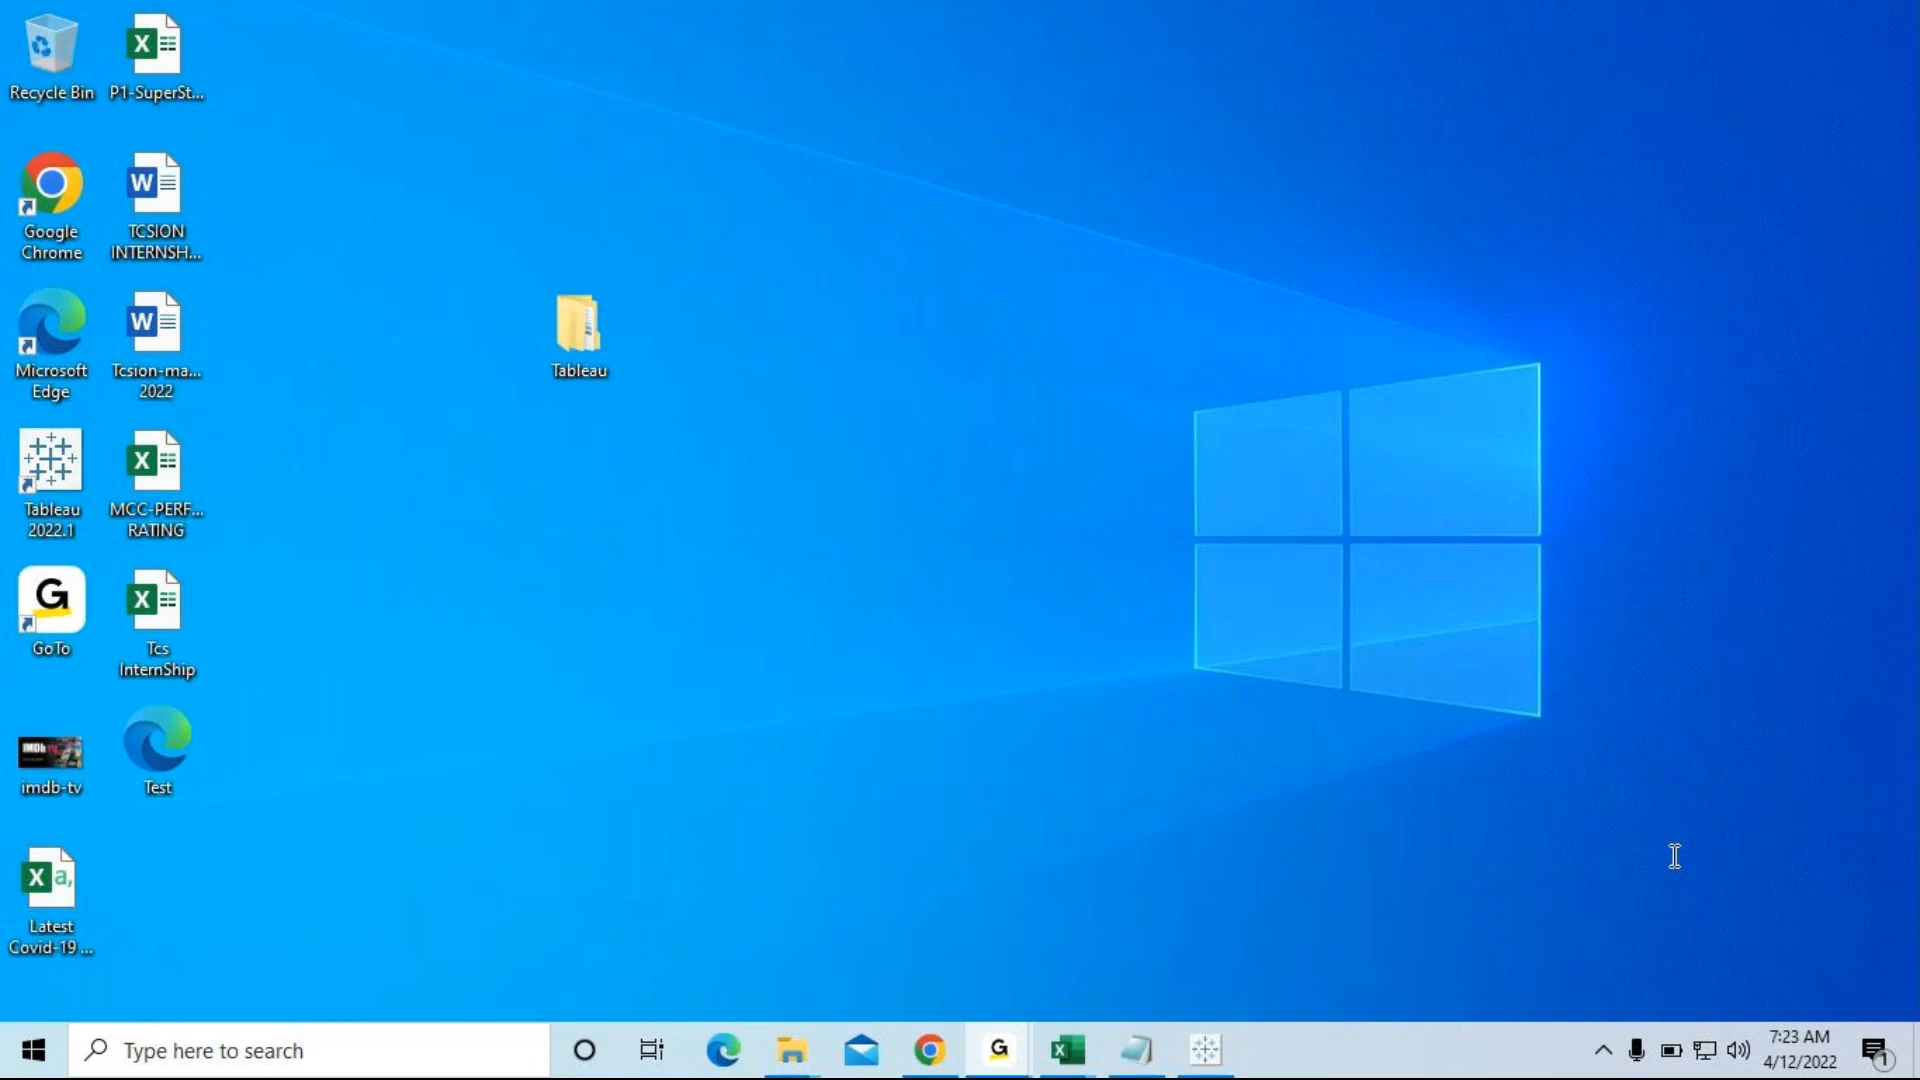 Recycle Bin
P1-SuperSt...
Google
Chrome
TCSION
INTERNSH...
Microsoft
Edge
Tcsion-ma...
2022
Tableau
Tableau
2022.1
MCC-PERF...
RATING
GoTo
Tcs
InternShip
imdb-tv
Test
Latest
Covid-19 ...
Type here to search
7:23 AM
4/12/2022
1